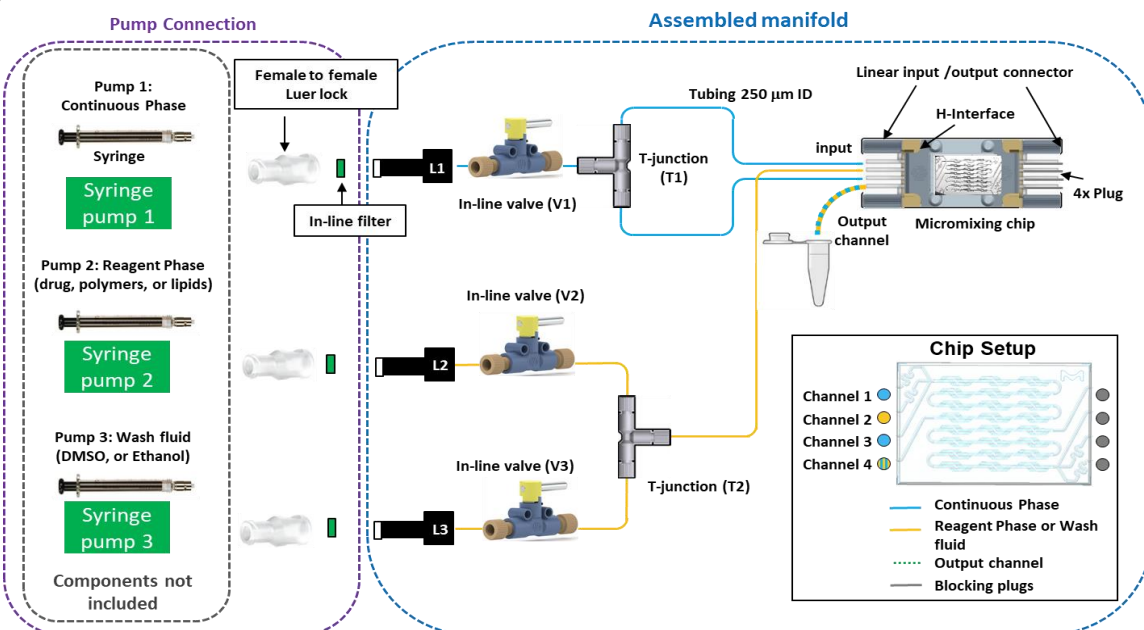 Pump Connection
Assembled manifold
Pump 1:
Continuous Phase
Syringe
Syringe
pump 1
Pump 2: Reagent Phase
(drug, polymers, or lipids)
Syringe
pump 2
Pump 3: Wash fluid
(DMSO, or Ethanol)
Syringe
pump 3
Components not
included
Female to female
Luer lock
In-line filter
L1
In-line valve (V1)
Tubing 250 µm ID
T-junction
(T1)
Linear input /output connector
H-Interface
input
4x Plug
Output
channel
Micromixing chip
In-line valve (V2)
L2
In-line valve (V3)
L3
T-junction (T2)
Chip Setup
Channel 1
Channel 2
Channel 3
Channel 4
Continuous Phase
Reagent Phase or Wash
fluid
Output channel
Blocking plugs